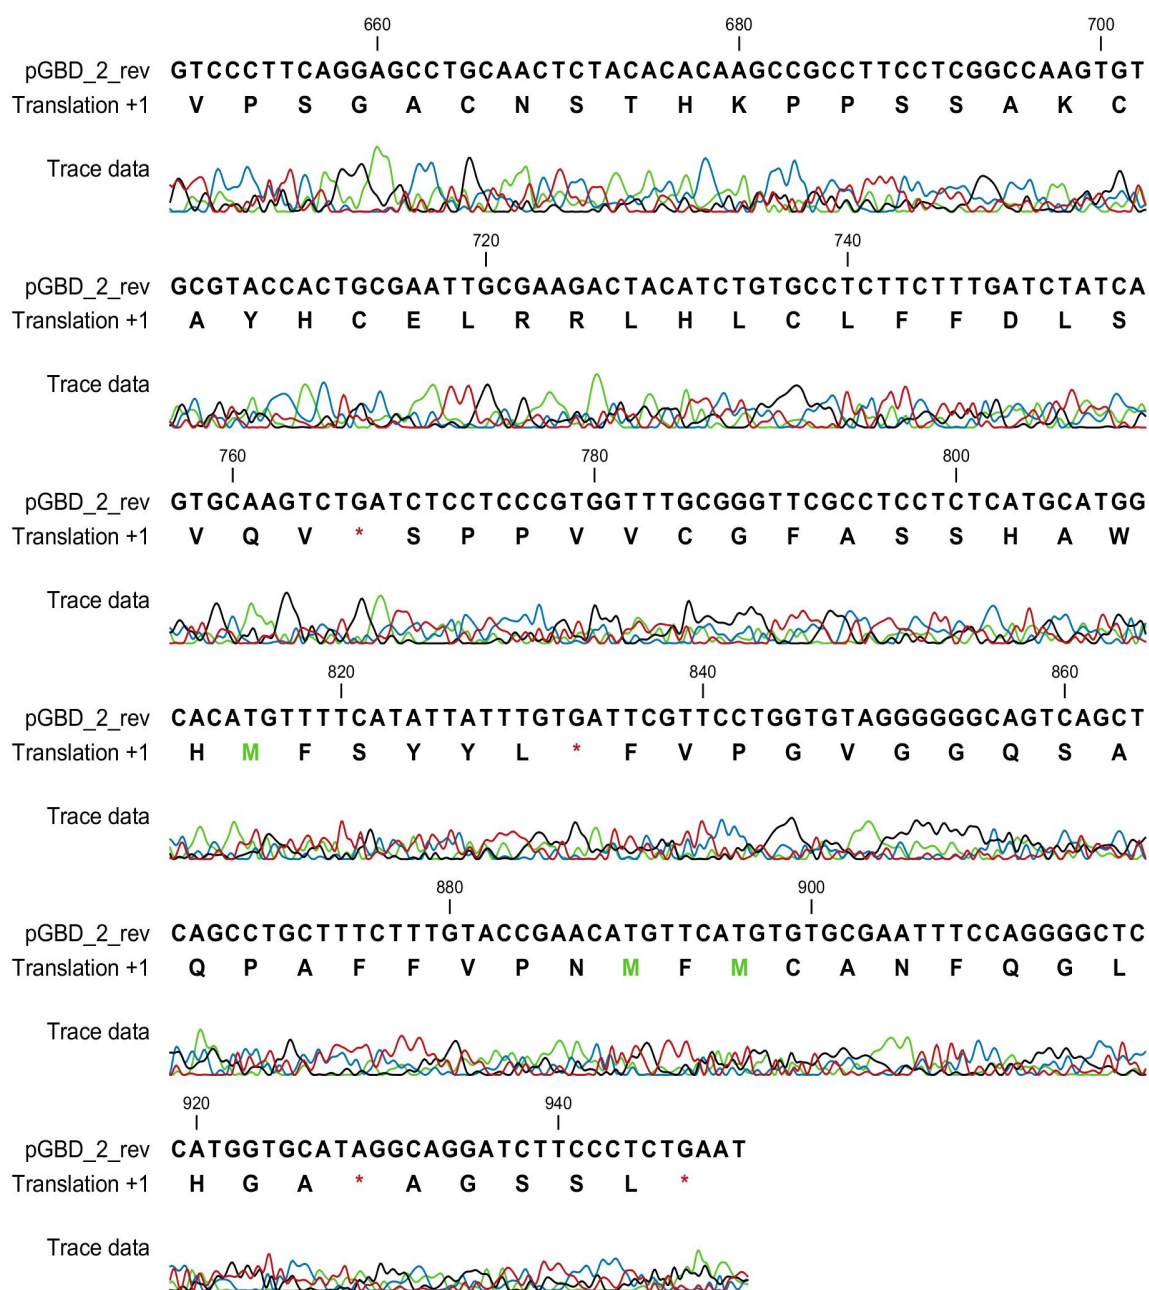 660 680 700
pGBD_2_rev GTCCCTTCAGGAGCCTGCAACTCTACACACAAGCCGCCTTCCTCGGCCAAGTGT
Translation +1 V P S G A C N S T H K P P S S A K C
Trace data
720 740
pGBD_2_rev GCGTACCACTGCGAATTGCGAAGACTACATCTGTGCCTCTTCTTTGATCTATCA
Translation +1 A Y H C E L R R L H L C L F F D L S
Trace data
760 780 800
pGBD_2_rev GTGCAAGTCTGATCTCCTCCCGTGGTTTGCGGGTTCGCCTCCTCTCATGCATGG
Translation +1 V Q V * S P P V V C G F A S S H A W
Trace data
820 840 860
pGBD_2_rev CACATGTTTTCATATTATTTGTGATTCGTTCCTGGTGTAGGGGGGCAGTCAGCT
Translation +1 H M F S Y Y L * F V P G V G G Q S A
Trace data
880 900
pGBD_2_rev CAGCCTGCTTTCTTTGTACCGAACATGTTCATGTGTGCGAATTTCCAGGGGCTC
Translation +1 Q P A F F V P N M F M C A N F Q G L
Trace data
920 940
pGBD_2_rev CATGGTGCATAGGCAGGATCTTCCCTCTGAAT
Translation +1 H G A * A G S S L *
Trace data